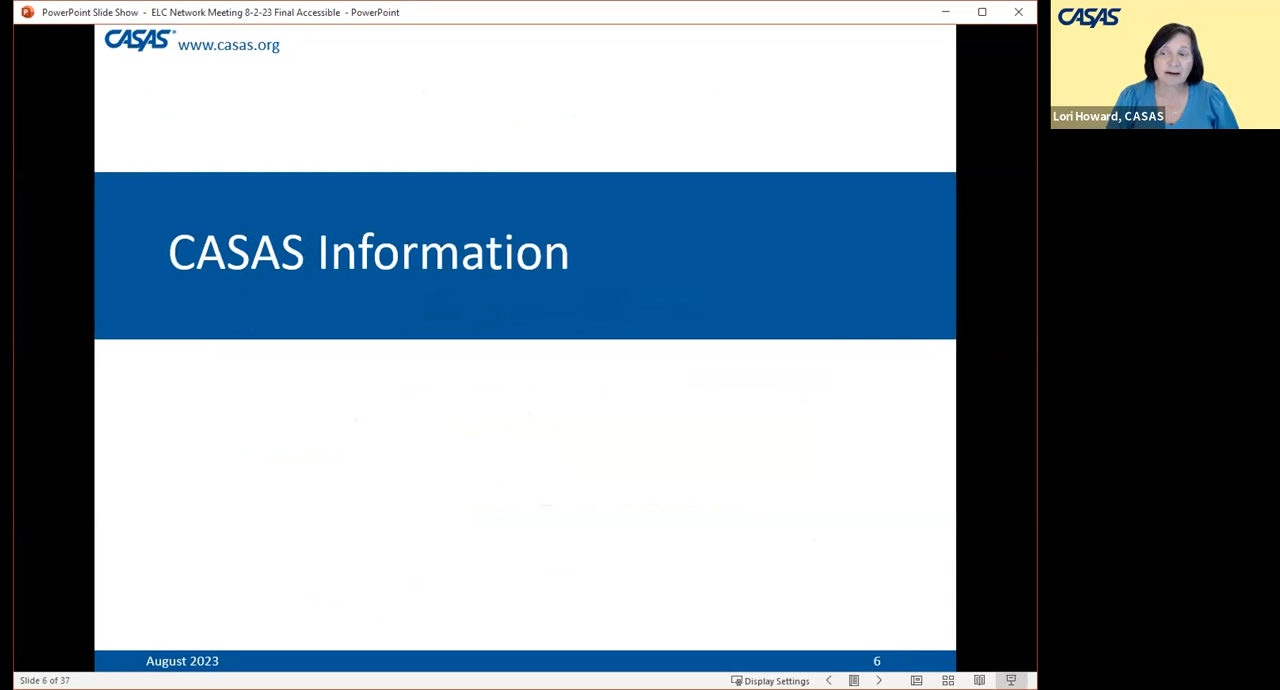 PowerPoint Slide Show - ELC Network Meeting 8-2-23 Final Accessible - PowerPoint
CASAS® www.casas.org
CASAS
Lori Howard, CASAS
CASAS Information
August 2023
6
Slide 6 of 37
Display Settings